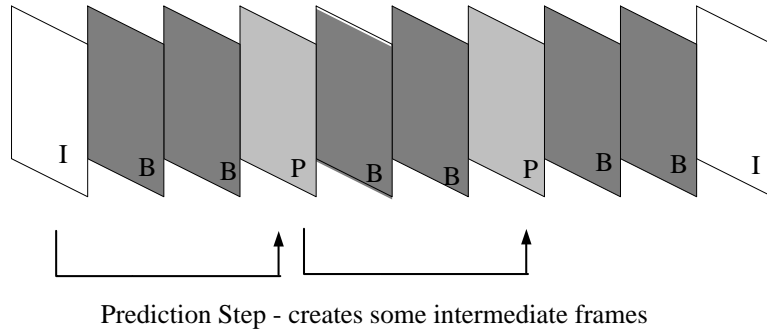 I B B P B B P B B I
Prediction Step - creates some intermediate frames